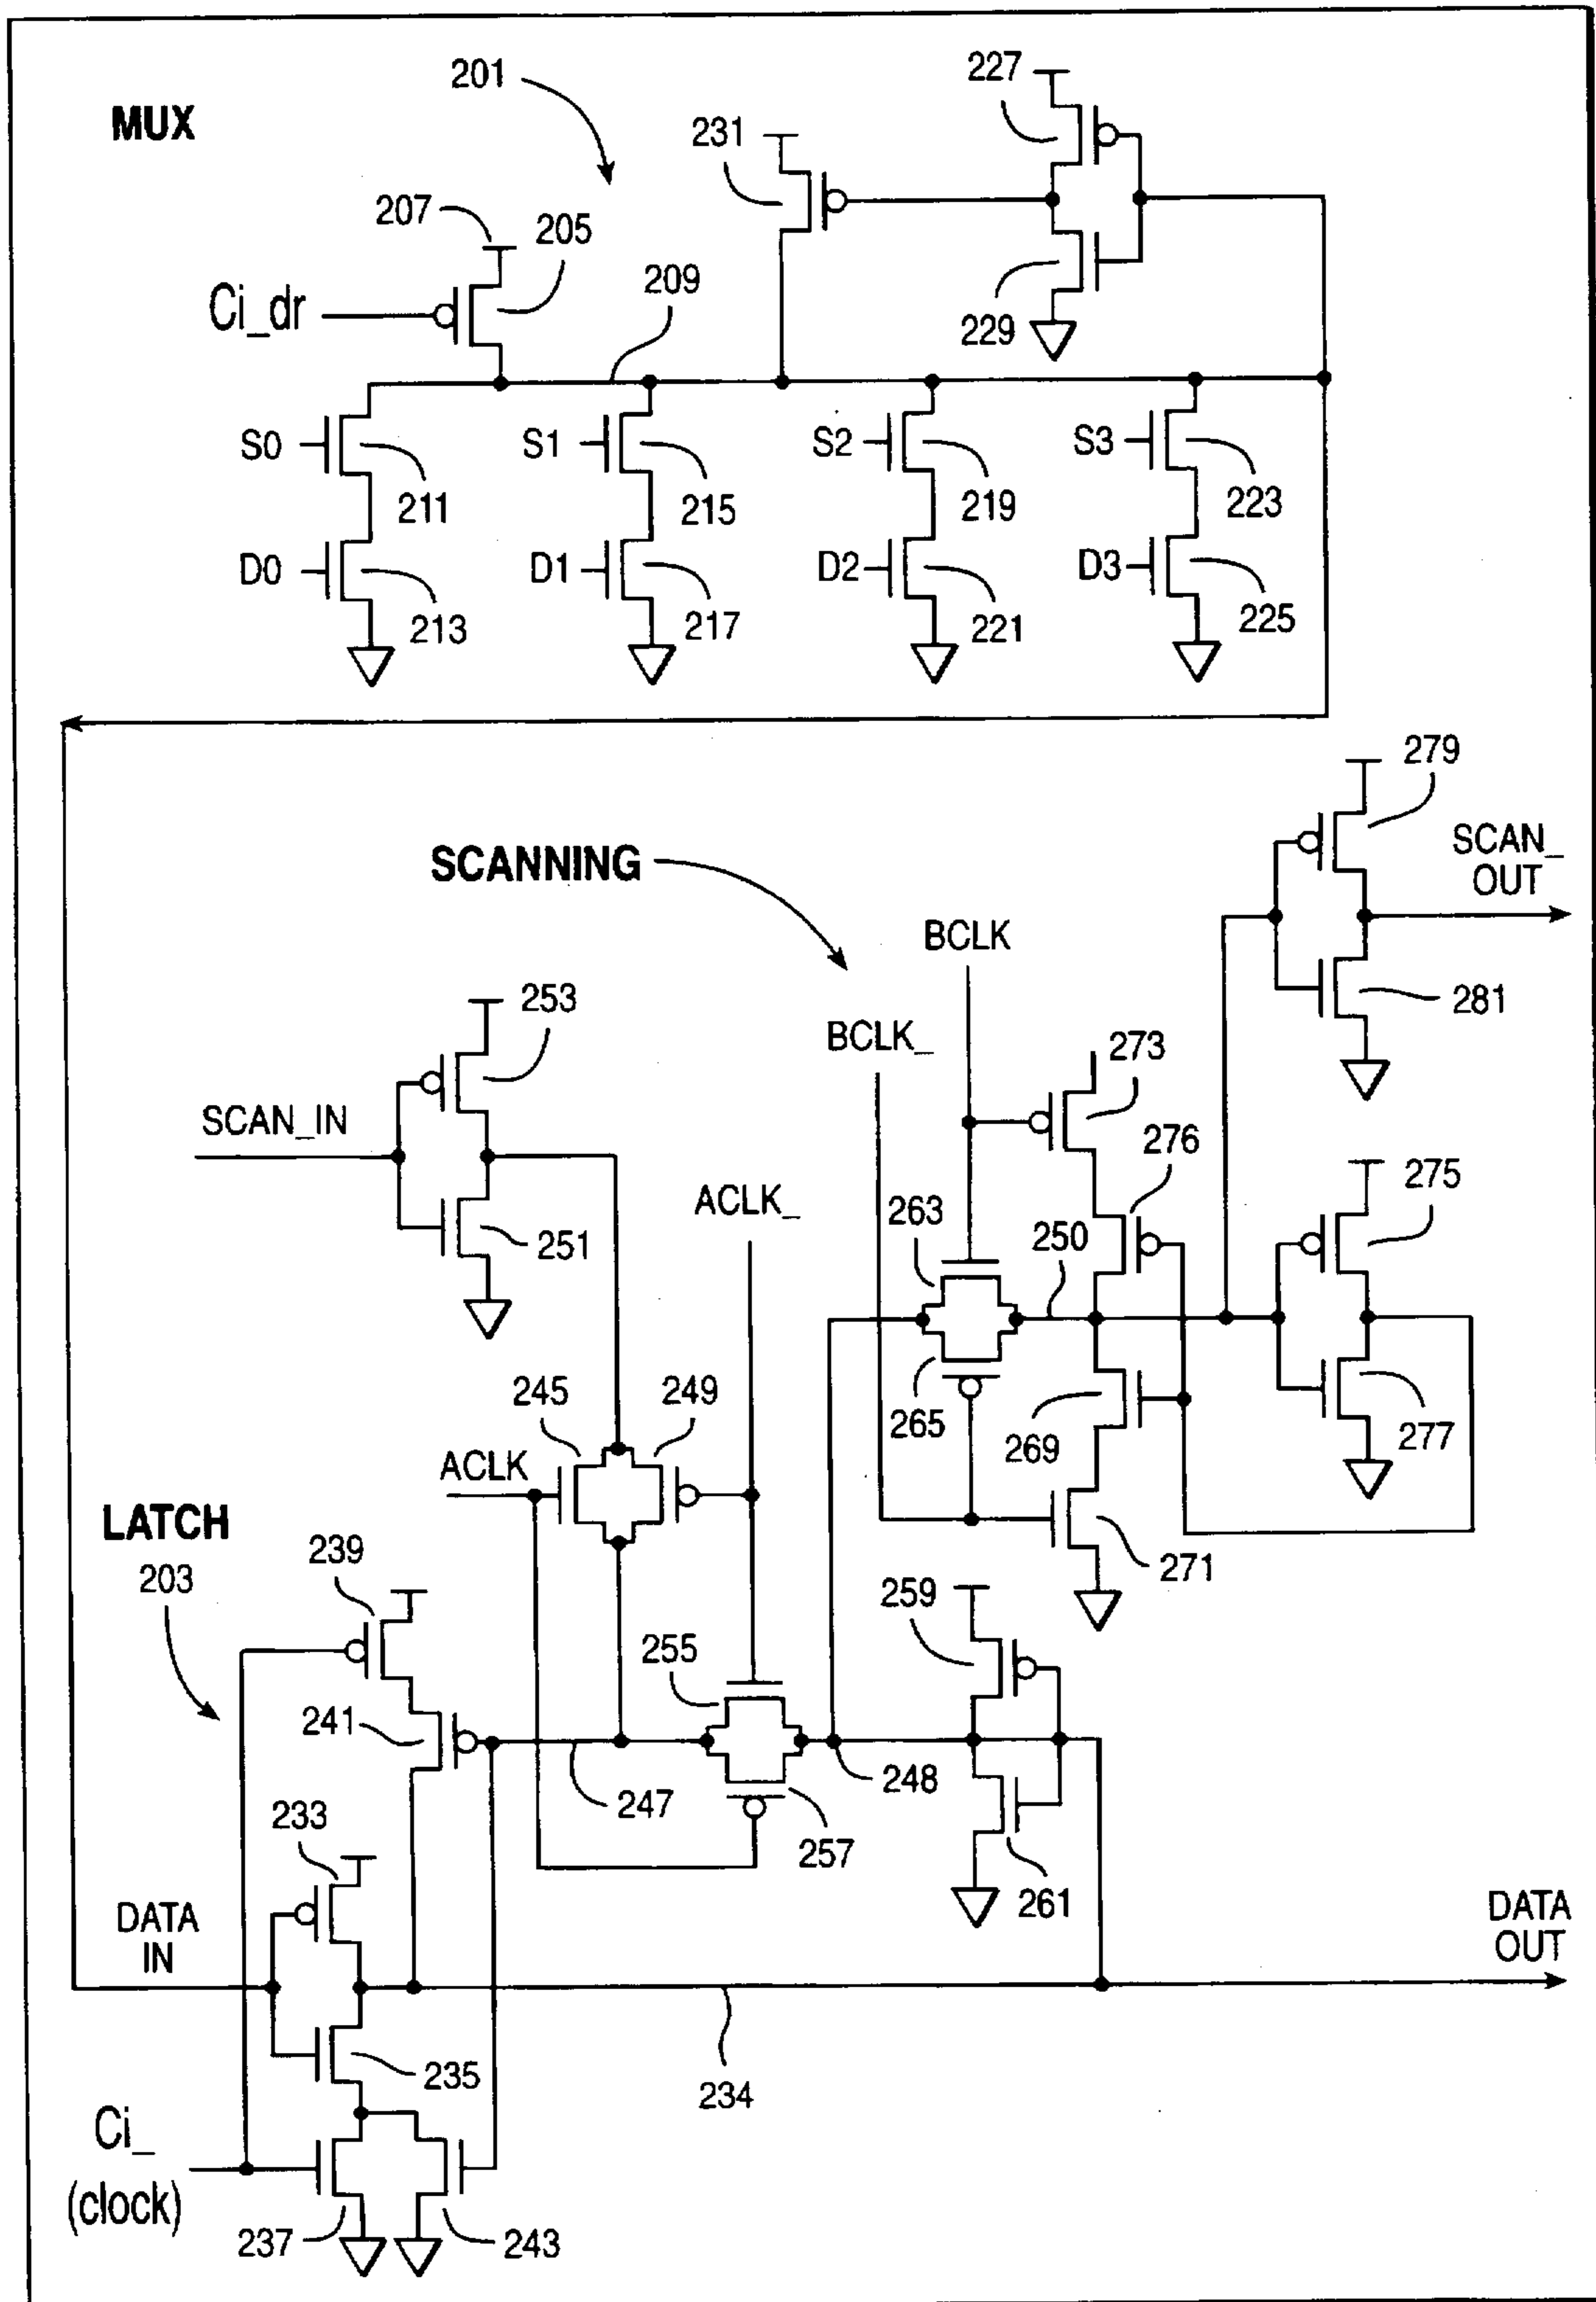 MUX
201
227
231
207
205
Ci_dr
209
229
S0
S1
S2
S3
211
215
219
223
D0
D1
D2
D3
213
217
221
225
279
SCANNING
SCAN_
OUT
BCLK
281
253
BCLK_
273
SCAN_IN
276
275
ACLK_
263
251
250
245
249
265
269
277
ACLK
LATCH
239
271
203
259
255
241
247
248
233
257
261
DATA
IN
DATA
OUT
235
234
Ci_
(clock)
237
243